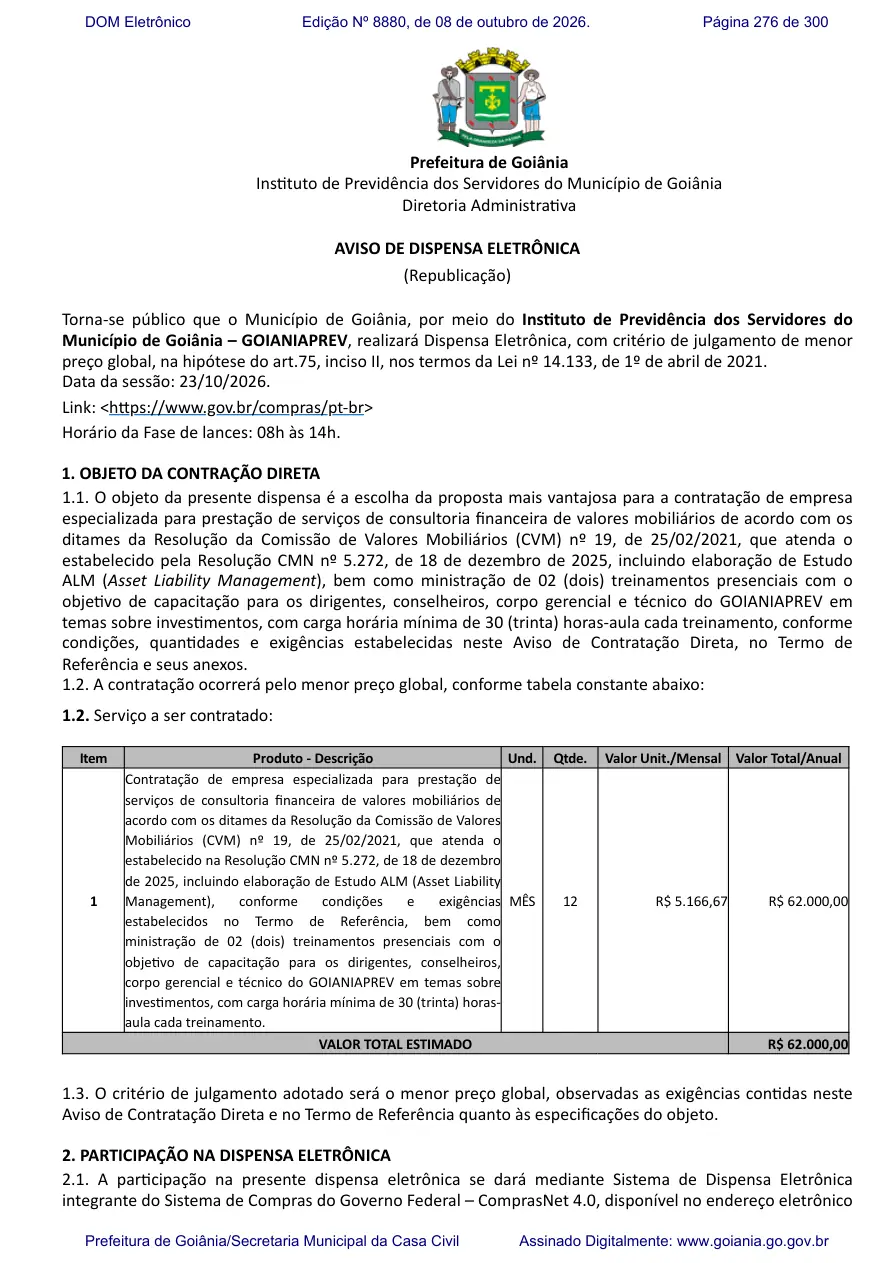 DOM Eletrônico Edição Nº 8880, de 08 de outubro de 2026. Página 276 de 300
PELA GRANDEZA DA PÁTRIA
Prefeitura de Goiânia
Instituto de Previdência dos Servidores do Município de Goiânia
Diretoria Administrativa
AVISO DE DISPENSA ELETRÔNICA
(Republicação)
Torna-se público que o Município de Goiânia, por meio do Instituto de Previdência dos Servidores do
Município de Goiânia – GOIANIAPREV, realizará Dispensa Eletrônica, com critério de julgamento de menor
preço global, na hipótese do art.75, inciso II, nos termos da Lei nº 14.133, de 1º de abril de 2021.
Data da sessão: 23/10/2026.
Link: <https://www.gov.br/compras/pt-br>
Horário da Fase de lances: 08h às 14h.
1. OBJETO DA CONTRAÇÃO DIRETA
1.1. O objeto da presente dispensa é a escolha da proposta mais vantajosa para a contratação de empresa
especializada para prestação de serviços de consultoria financeira de valores mobiliários de acordo com os
ditames da Resolução da Comissão de Valores Mobiliários (CVM) nº 19, de 25/02/2021, que atenda o
estabelecido pela Resolução CMN nº 5.272, de 18 de dezembro de 2025, incluindo elaboração de Estudo
ALM (Asset Liability Management), bem como ministração de 02 (dois) treinamentos presenciais com o
objetivo de capacitação para os dirigentes, conselheiros, corpo gerencial e técnico do GOIANIAPREV em
temas sobre investimentos, com carga horária mínima de 30 (trinta) horas-aula cada treinamento, conforme
condições, quantidades e exigências estabelecidas neste Aviso de Contratação Direta, no Termo de
Referência e seus anexos.
1.2. A contratação ocorrerá pelo menor preço global, conforme tabela constante abaixo:
1.2. Serviço a ser contratado:
Item Produto - Descrição Und. Qtde. Valor Unit./Mensal Valor Total/Anual
Contratação de empresa especializada para prestação de
serviços de consultoria financeira de valores mobiliários de
acordo com os ditames da Resolução da Comissão de Valores
Mobiliários (CVM) nº 19, de 25/02/2021, que atenda o
estabelecido na Resolução CMN nº 5.272, de 18 de dezembro
de 2025, incluindo elaboração de Estudo ALM (Asset Liability
1 Management), conforme condições e exigências MÊS 12 R$ 5.166,67 R$ 62.000,00
estabelecidos no Termo de Referência, bem como
ministração de 02 (dois) treinamentos presenciais com o
objetivo de capacitação para os dirigentes, conselheiros,
corpo gerencial e técnico do GOIANIAPREV em temas sobre
investimentos, com carga horária mínima de 30 (trinta) horas-
aula cada treinamento.
VALOR TOTAL ESTIMADO R$ 62.000,00
1.3. O critério de julgamento adotado será o menor preço global, observadas as exigências contidas neste
Aviso de Contratação Direta e no Termo de Referência quanto às especificações do objeto.
2. PARTICIPAÇÃO NA DISPENSA ELETRÔNICA
2.1. A participação na presente dispensa eletrônica se dará mediante Sistema de Dispensa Eletrônica
integrante do Sistema de Compras do Governo Federal – ComprasNet 4.0, disponível no endereço eletrônico
Prefeitura de Goiânia/Secretaria Municipal da Casa Civil Assinado Digitalmente: www.goiania.go.gov.br